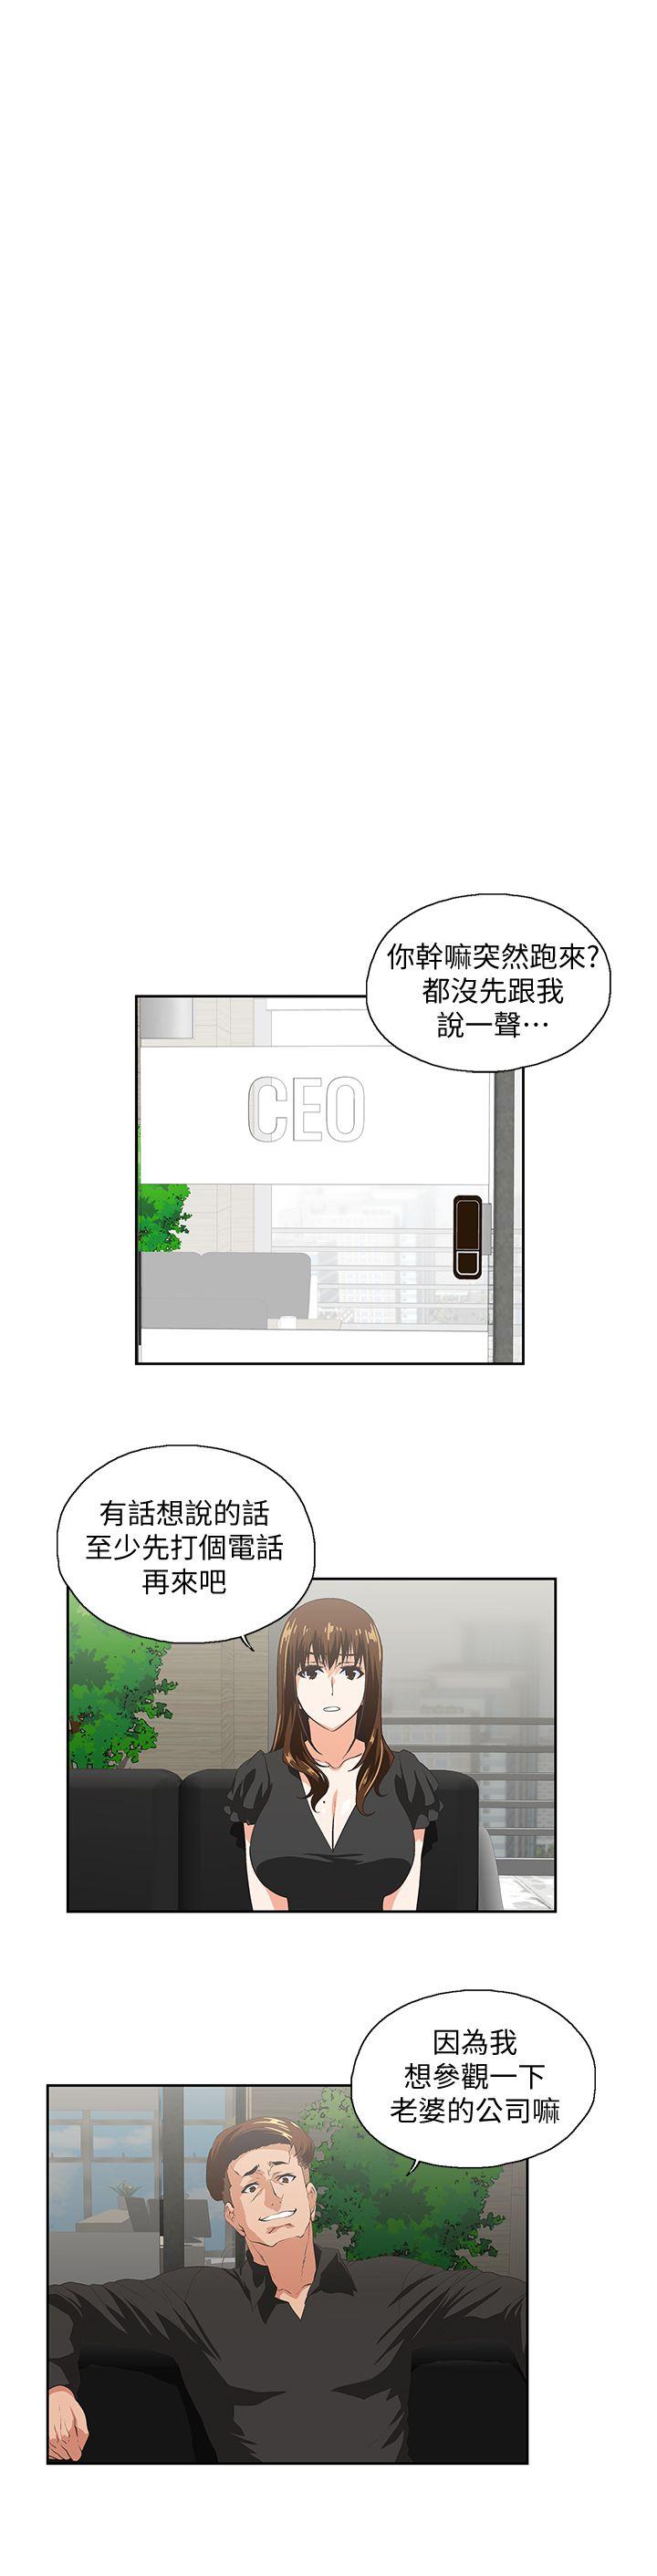 你幹嘛突然跑來?
都沒先跟我
說一聲⋯
CEO
有話想說的話
至少先打個電話
再來吧
因為我
想參觀一下
老婆的公司嘛